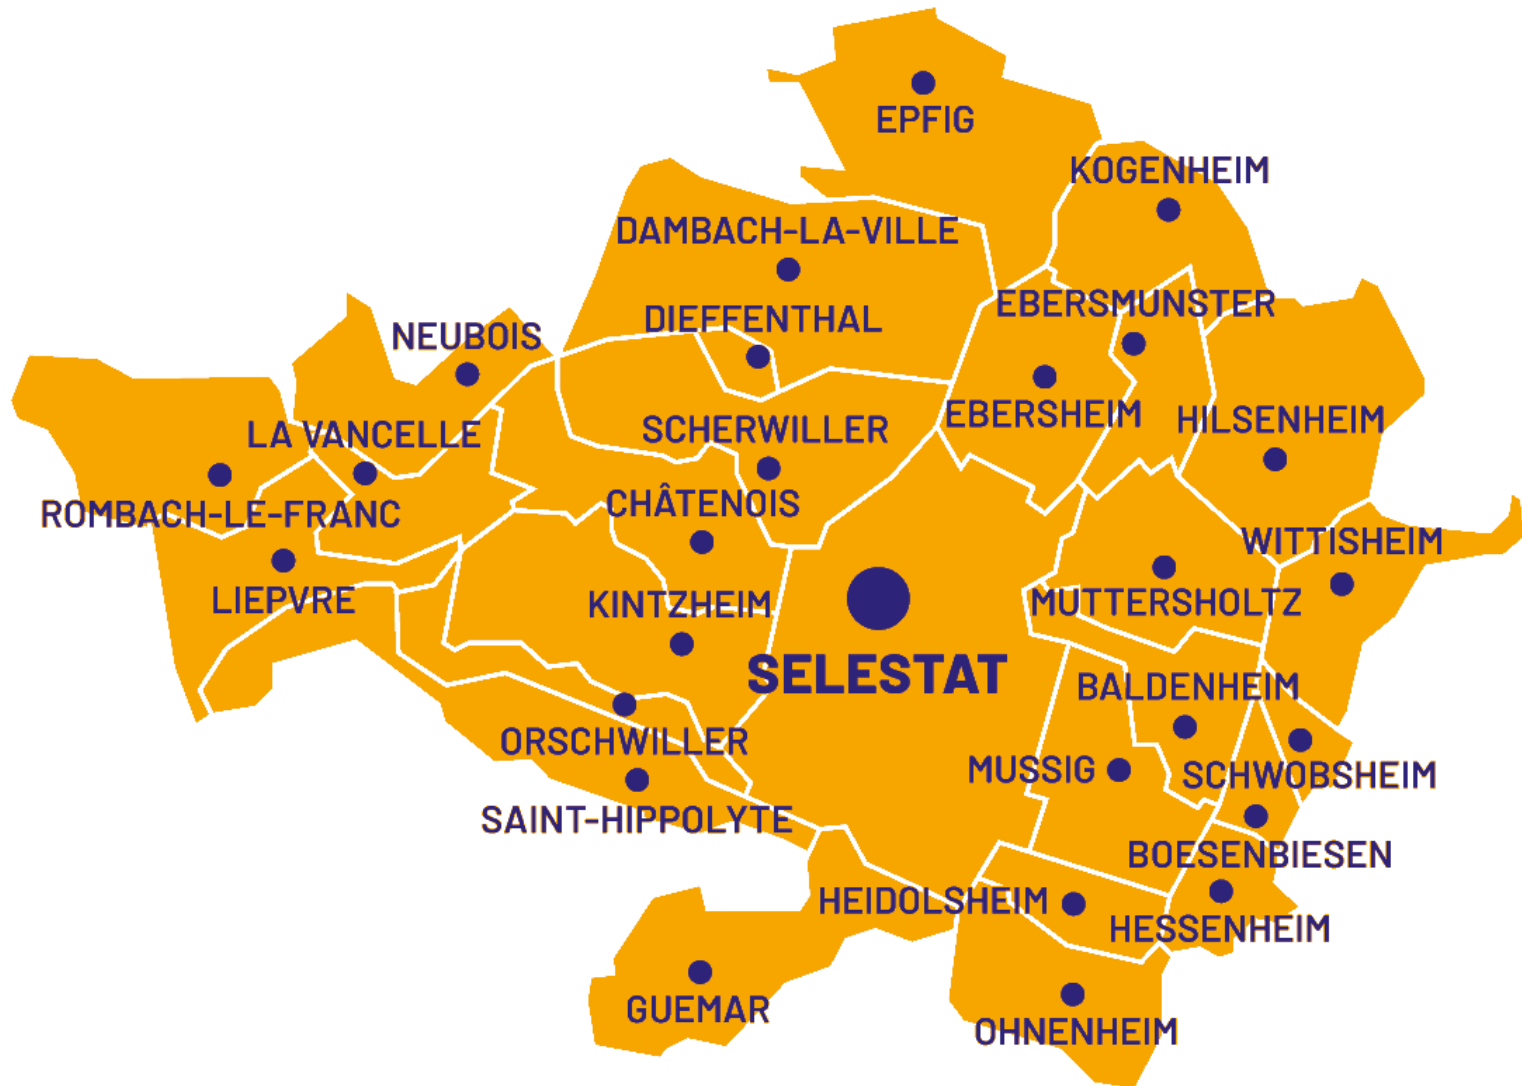 EPFIG
KOGENHEIM
DAMBACH-LA-VILLE
EBERSMUNSTER
DIEFFENTHAL
NEUBOIS
EBERSHEIM
HILSENHEIM
SCHERWILLER
LA VANCELLE
CHÂTENOIS
ROMBACH-LE-FRANC
WITTISHEIM
LIEPVRE
KINTZHEIM
MUTTERSHOLTZ
SELESTAT
BALDENHEIM
ORSCHWILLER
MUSSIG
SCHWOBSHEIM
SAINT-HIPPOLYTE
BOESENBIESEN
HEIDOLSHEIM
HESSENHEIM
GUEMAR
OHNENHEIM